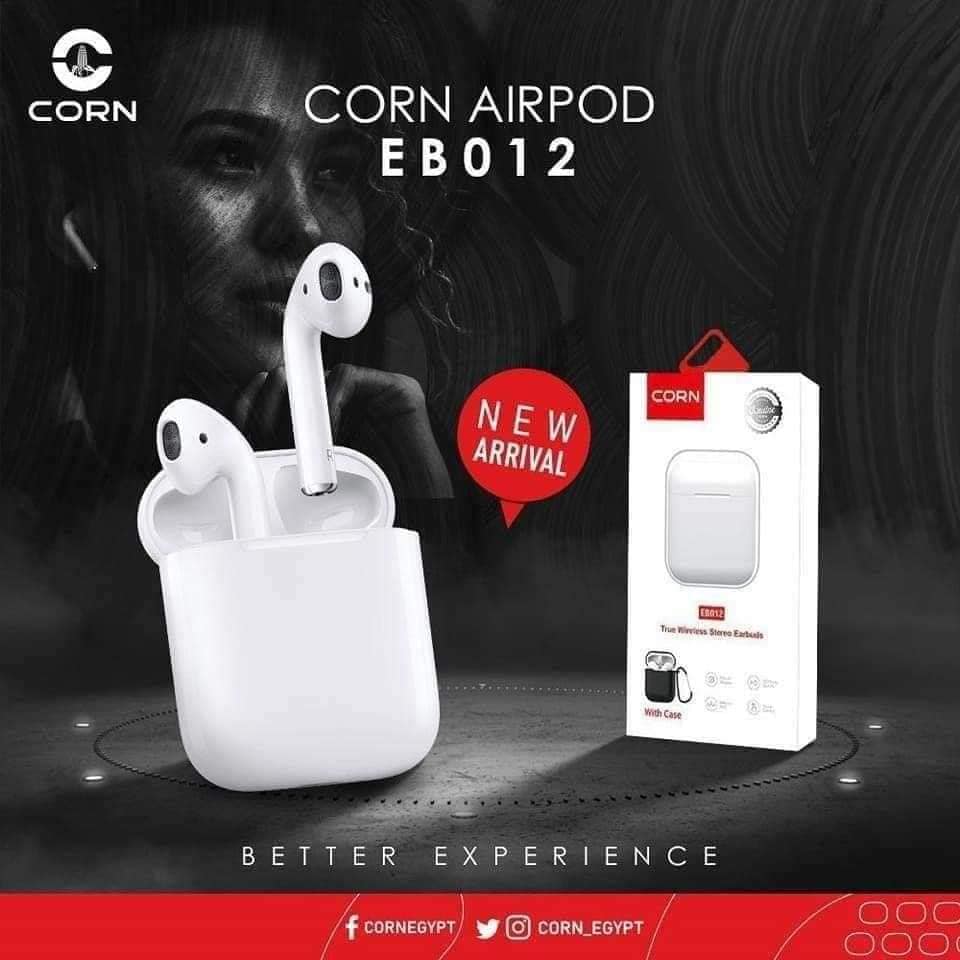 CORN
CORN AIRPOD
EB012
NEW
ARRIVAL
CORN
EB012
True Wireless Stereo Earbuds
With Case
R
BETTER EXPERIENCE
CORNEGYPT
CORN_EGYPT